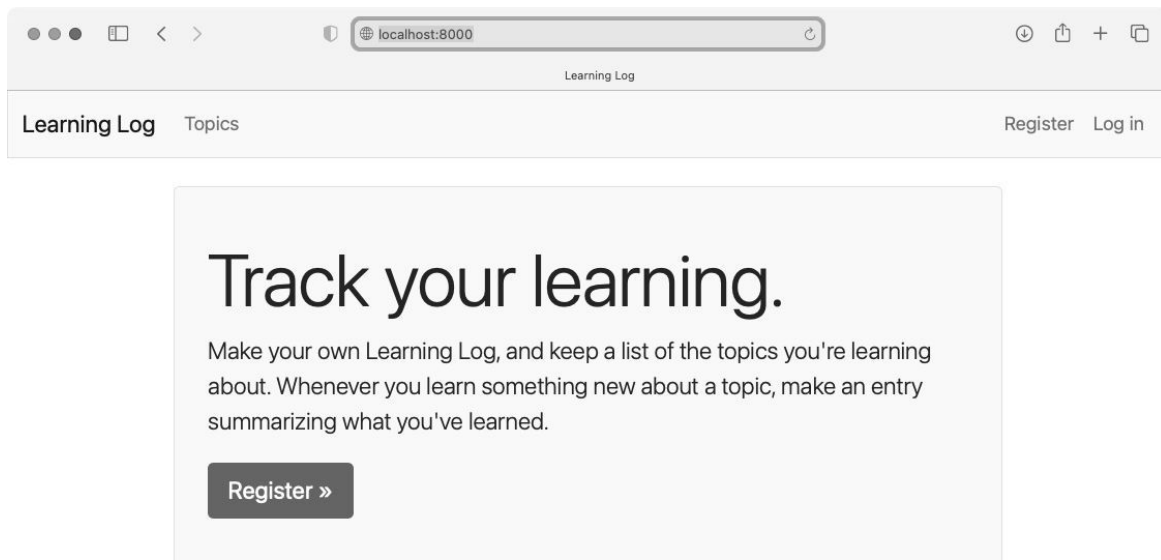 localhost:8000
Learning Log
Learning Log Topics Register Log in
Track your learning.
Make your own Learning Log, and keep a list of the topics you're learning
about. Whenever you learn something new about a topic, make an entry
summarizing what you've learned.
Register »